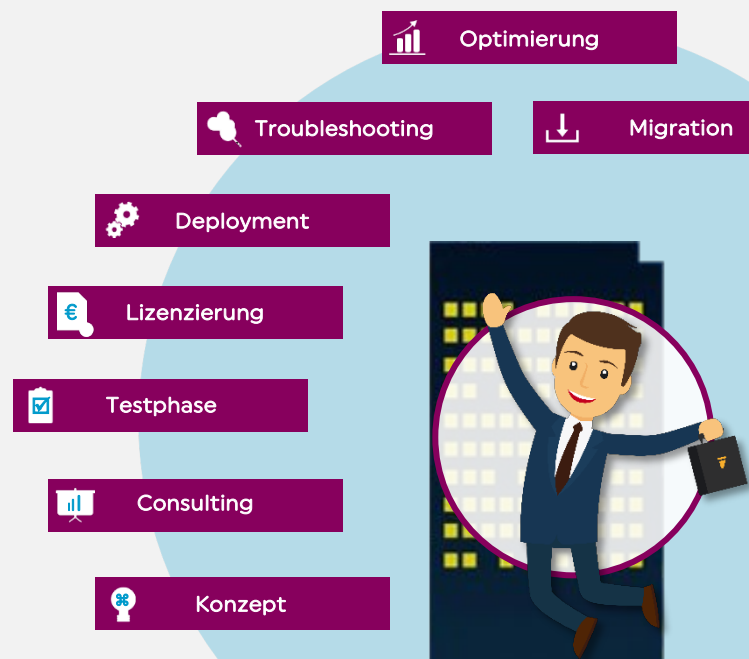 Optimierung
Troubleshooting
Migration
Deployment
€
Lizenzierung
Testphase
Consulting
⌘
Konzept